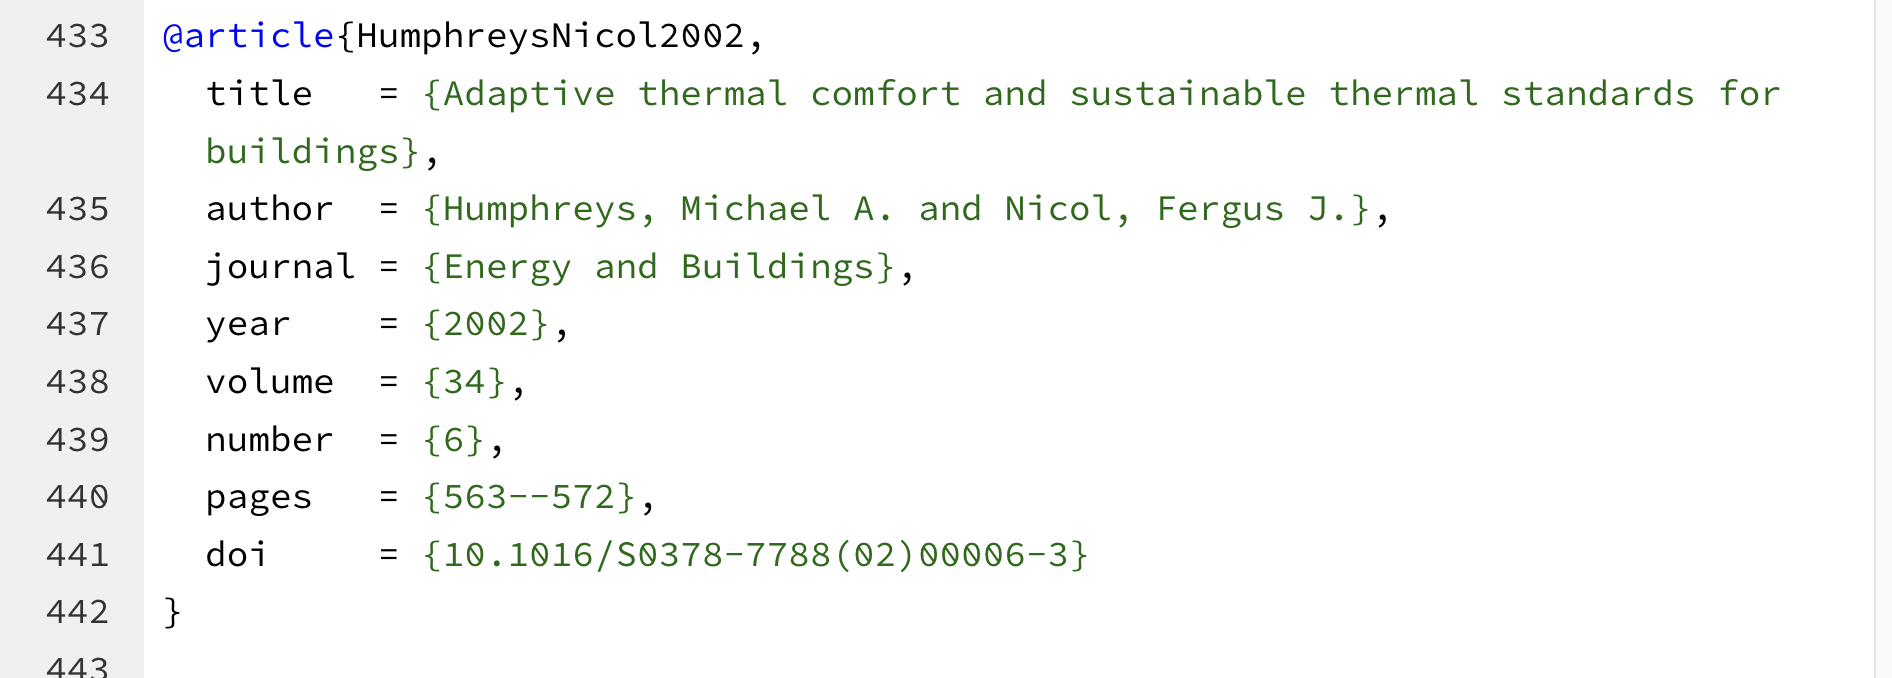 433 @article{HumphreysNicol2002,
434   title   = {Adaptive thermal comfort and sustainable thermal standards for
      buildings},
435   author  = {Humphreys, Michael A. and Nicol, Fergus J.},
436   journal = {Energy and Buildings},
437   year    = {2002},
438   volume  = {34},
439   number  = {6},
440   pages   = {563--572},
441   doi     = {10.1016/S0378-7788(02)00006-3}
442 }
443